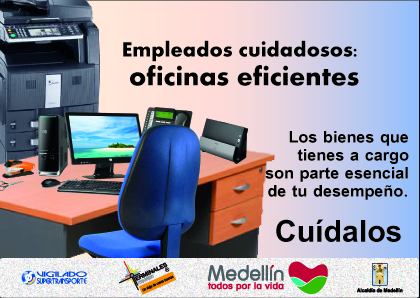 Empleados cuidadosos:
oficinas eficientes
Los bienes que
tienes a cargo
son parte esencial
de tu desempeño.
Cuídalos
VIGILADO
SUPERTRANSPORTE
TERMINALES
Medellín
todos por la vida
Alcaldía de Medellín